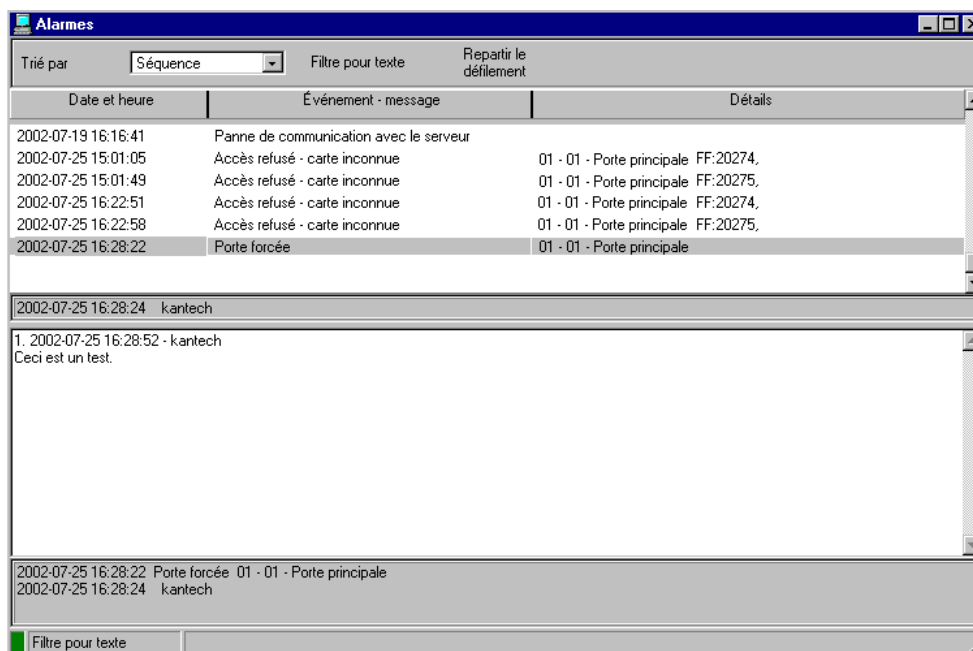 Alarmes
Trié par Séquence Filtre pour texte Repartir le défilement
Date et heure Événement - message Détails
2002-07-19 16:16:41 Panne de communication avec le serveur
2002-07-25 15:01:05 Accès refusé - carte inconnue 01 - 01 - Porte principale FF:20274,
2002-07-25 15:01:49 Accès refusé - carte inconnue 01 - 01 - Porte principale FF:20275,
2002-07-25 16:22:51 Accès refusé - carte inconnue 01 - 01 - Porte principale FF:20274,
2002-07-25 16:22:58 Accès refusé - carte inconnue 01 - 01 - Porte principale FF:20275,
2002-07-25 16:28:22 Porte forcée 01 - 01 - Porte principale
2002-07-25 16:28:24 kantech
1. 2002-07-25 16:28:52 - kantech
Ceci est un test.
2002-07-25 16:28:22 Porte forcée 01 - 01 - Porte principale
2002-07-25 16:28:24 kantech
Filtre pour texte